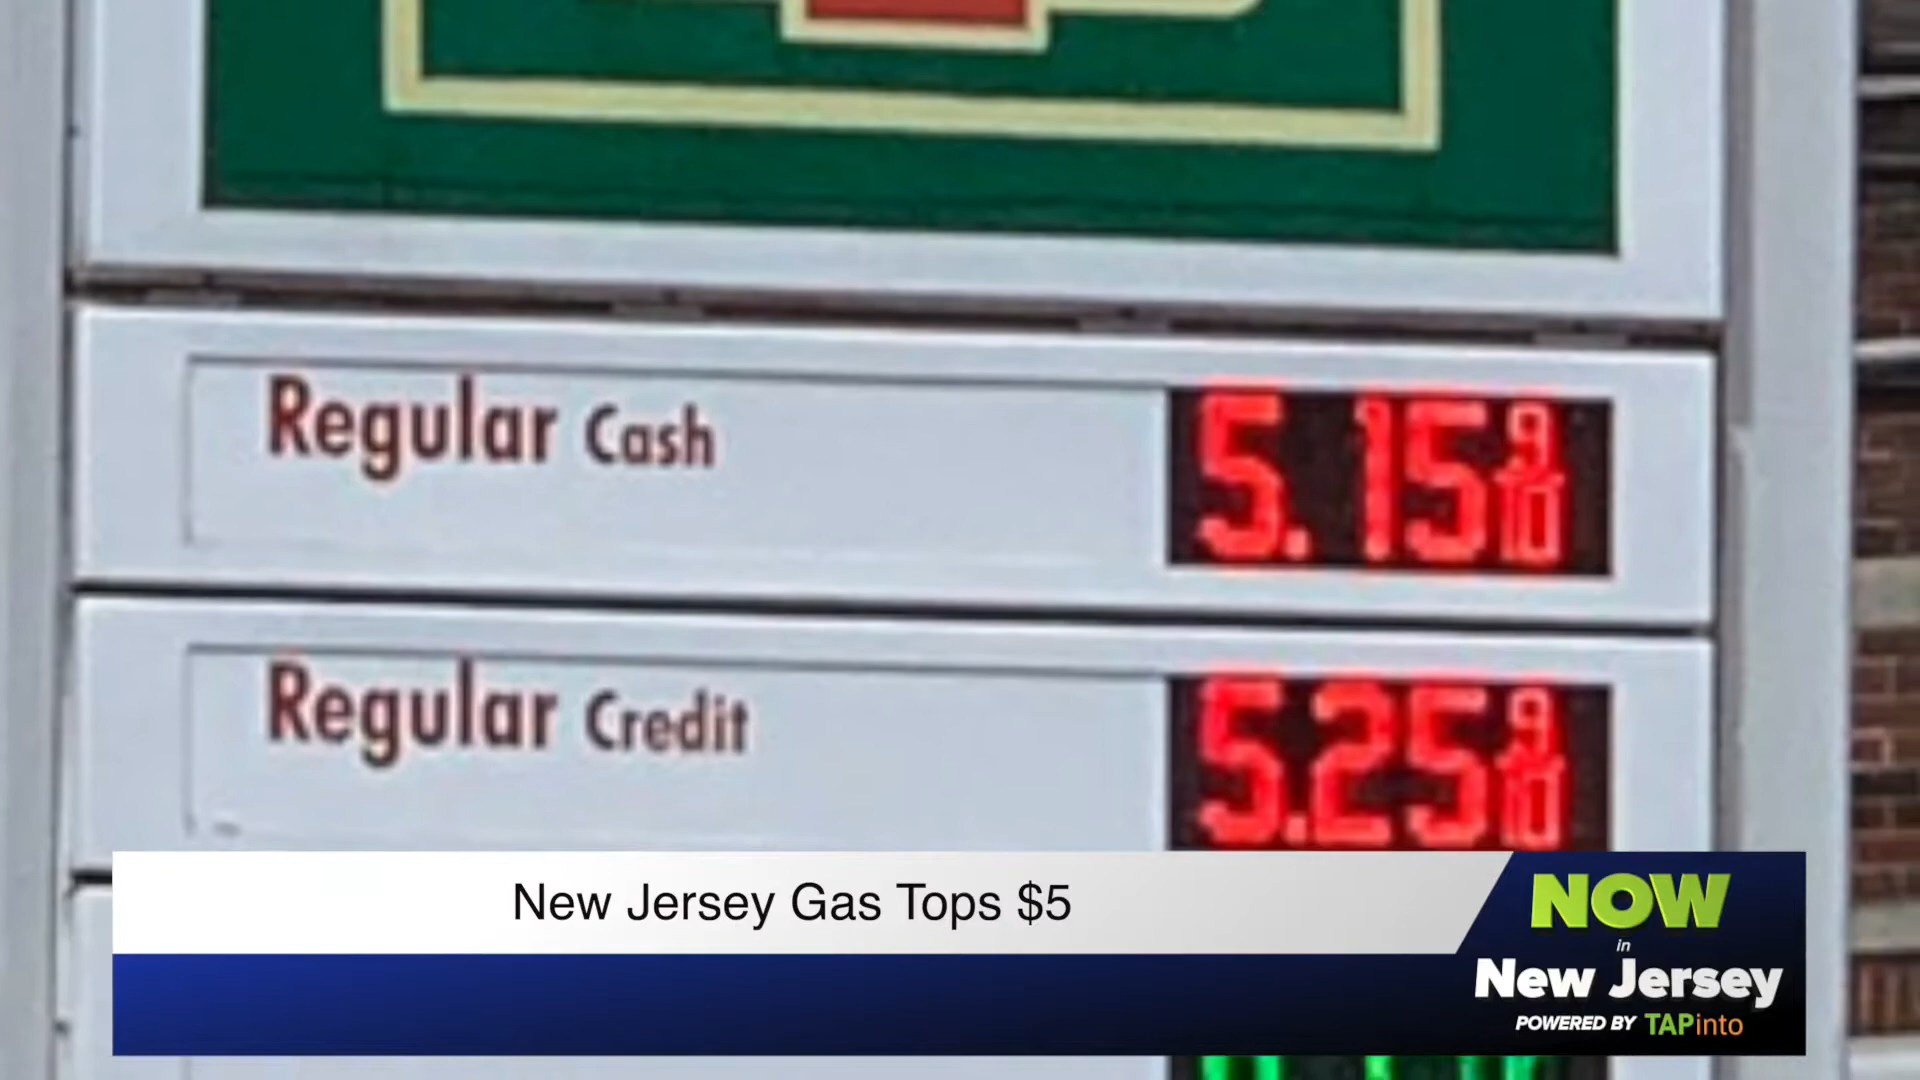 Regular Cash 5.15 9/10
Regular Credit 5.25 9/10
New Jersey Gas Tops $5
NOW
in
New Jersey
POWERED BY TAPinto